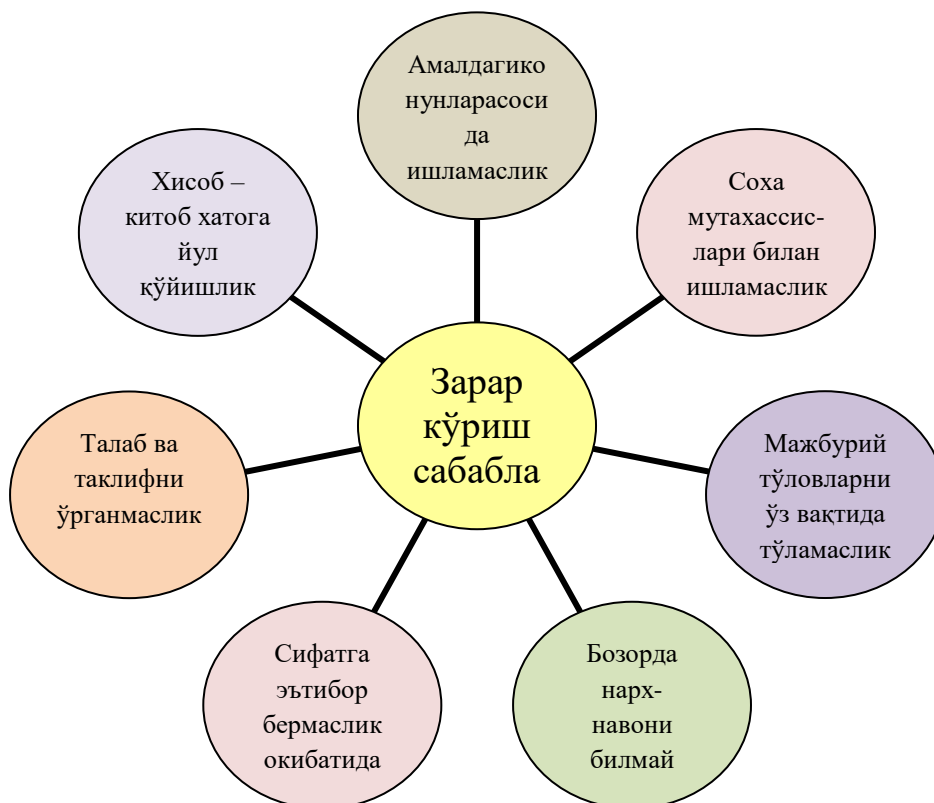 Амалдагико
нунларасоси
да
ишламаслик
Соха
мутахассис-
лари билан
ишламаслик
Мажбурий
тўловларни
ўз вақтида
тўламаслик
Бозорда
нарх-
навони
билмай
Сифатга
эътибор
бермаслик
окибатида
Талаб ва
таклифни
ўрганмаслик
Хисоб –
китоб хатога
йул
қўйишлик
Зарар
кўриш
сабабла